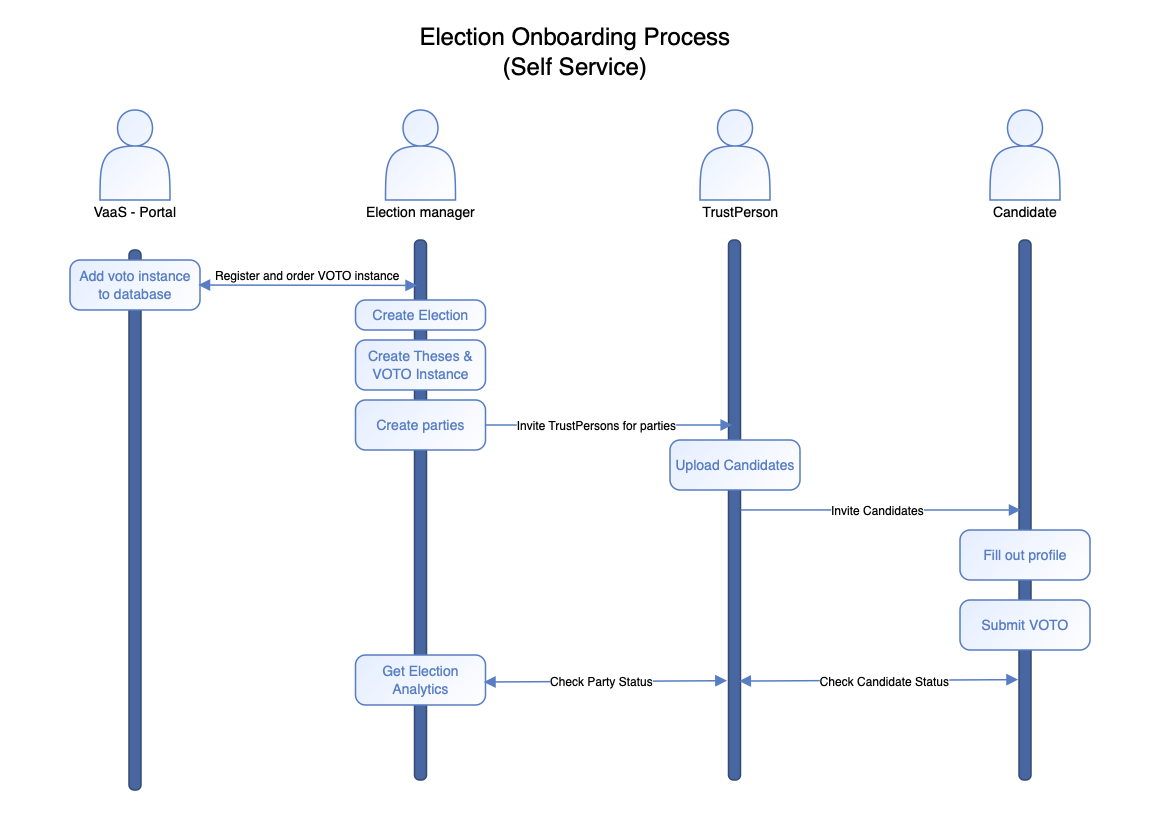 Election Onboarding Process
(Self Service)
VaaS - Portal
Election manager
TrustPerson
Candidate
Add voto instance
to database
Register and order VOTO instance
Create Election
Create Theses &
VOTO Instance
Create parties
Invite TrustPersons for parties
Upload Candidates
Invite Candidates
Fill out profile
Submit VOTO
Get Election
Analytics
Check Party Status
Check Candidate Status